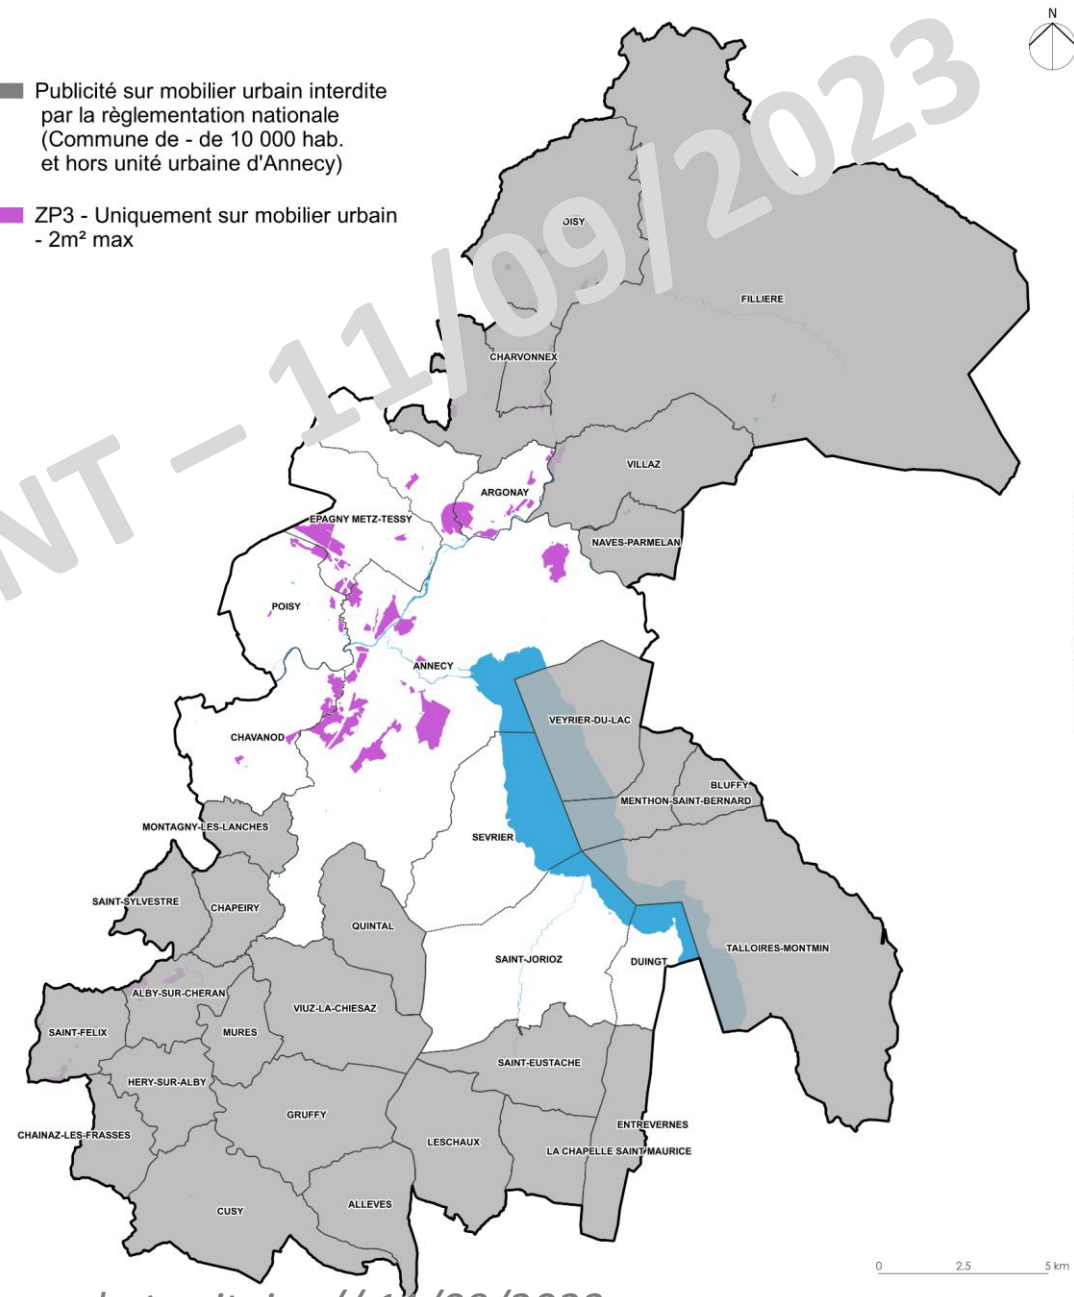 N
Publicité sur mobilier urbain interdite
par la règlementation nationale
(Commune de - de 10 000 hab.
et hors unité urbaine d'Annecy)
ZP3 - Uniquement sur mobilier urbain
- 2m² max
NT – 11/09/2023
OISY
FILLIERE
CHARVONNEX
VILLAZ
ARGONAY
EPAGNY METZ-TESSY
NAVES-PARMELAN
POISY
ANNECY
VEYRIER-DU-LAC
CHAVANOD
BLUFFY
MENTHON-SAINT-BERNARD
MONTAGNY-LES-LANCHES
SEVRIER
SAINT-SYLVESTRE
CHAPEIRY
QUINTAL
TALLOIRES-MONTMIN
SAINT-JORIOZ
DUINGT
ALBY-SUR-CHERAN
VIUZ-LA-CHIESAZ
SAINT-FELIX
MURES
SAINT-EUSTACHE
HERY-SUR-ALBY
GRUFFY
ENTREVERNES
CHAINAZ-LES-FRASSES
LESCHAUX
LA CHAPELLE SAINT MAURICE
ALLEVES
CUSY
0 2.5 5 km